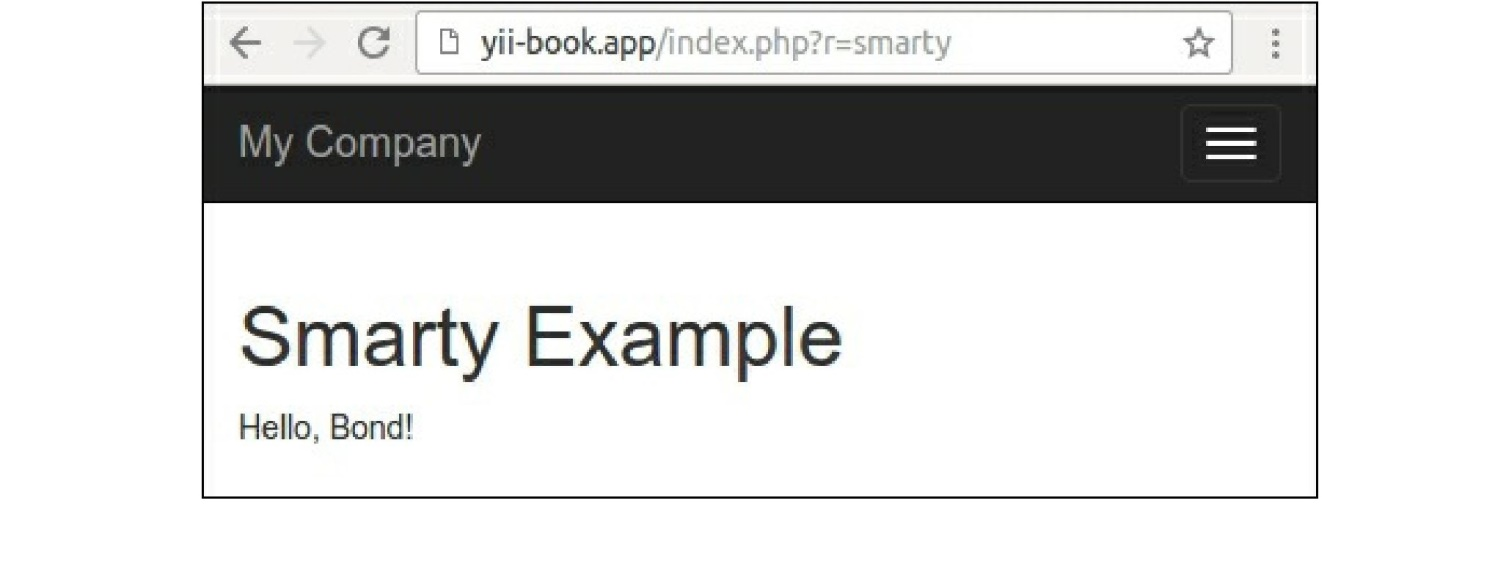 yii-book.app/index.php?r=smarty
My Company
Smarty Example
Hello, Bond!